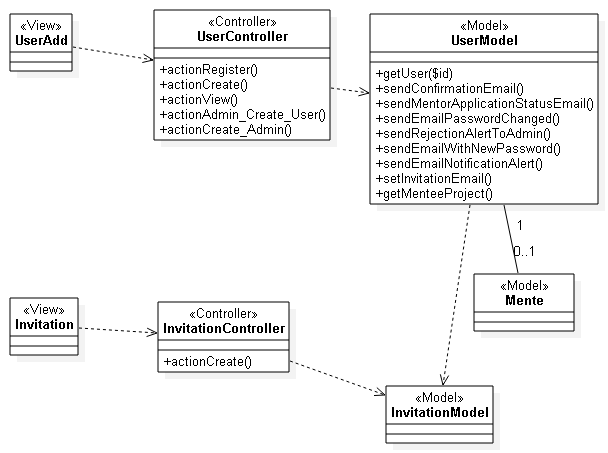 «View»
UserAdd
«Controller»
UserController
+actionRegister()
+actionCreate()
+actionView()
+actionAdmin_Create_User()
+actionCreate_Admin()
«Model»
UserModel
+getUser($id)
+sendConfirmationEmail()
+sendMentorApplicationStatusEmail()
+sendEmailPasswordChanged()
+sendRejectionAlertToAdmin()
+sendEmailWithNewPassword()
+sendEmailNotificationAlert()
+setInvitationEmail()
+getMenteeProject()
1
0..1
«Model»
Mente
«View»
Invitation
«Controller»
InvitationController
+actionCreate()
«Model»
InvitationModel